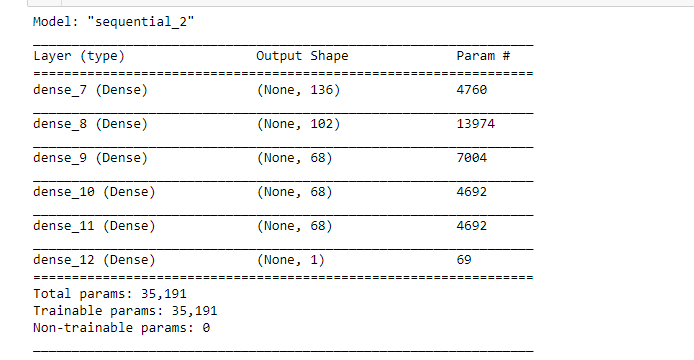 Model: "sequential_2"
Layer (type) Output Shape Param #
dense_7 (Dense) (None, 136) 4760
dense_8 (Dense) (None, 102) 13974
dense_9 (Dense) (None, 68) 7004
dense_10 (Dense) (None, 68) 4692
dense_11 (Dense) (None, 68) 4692
dense_12 (Dense) (None, 1) 69
Total params: 35,191
Trainable params: 35,191
Non-trainable params: 0